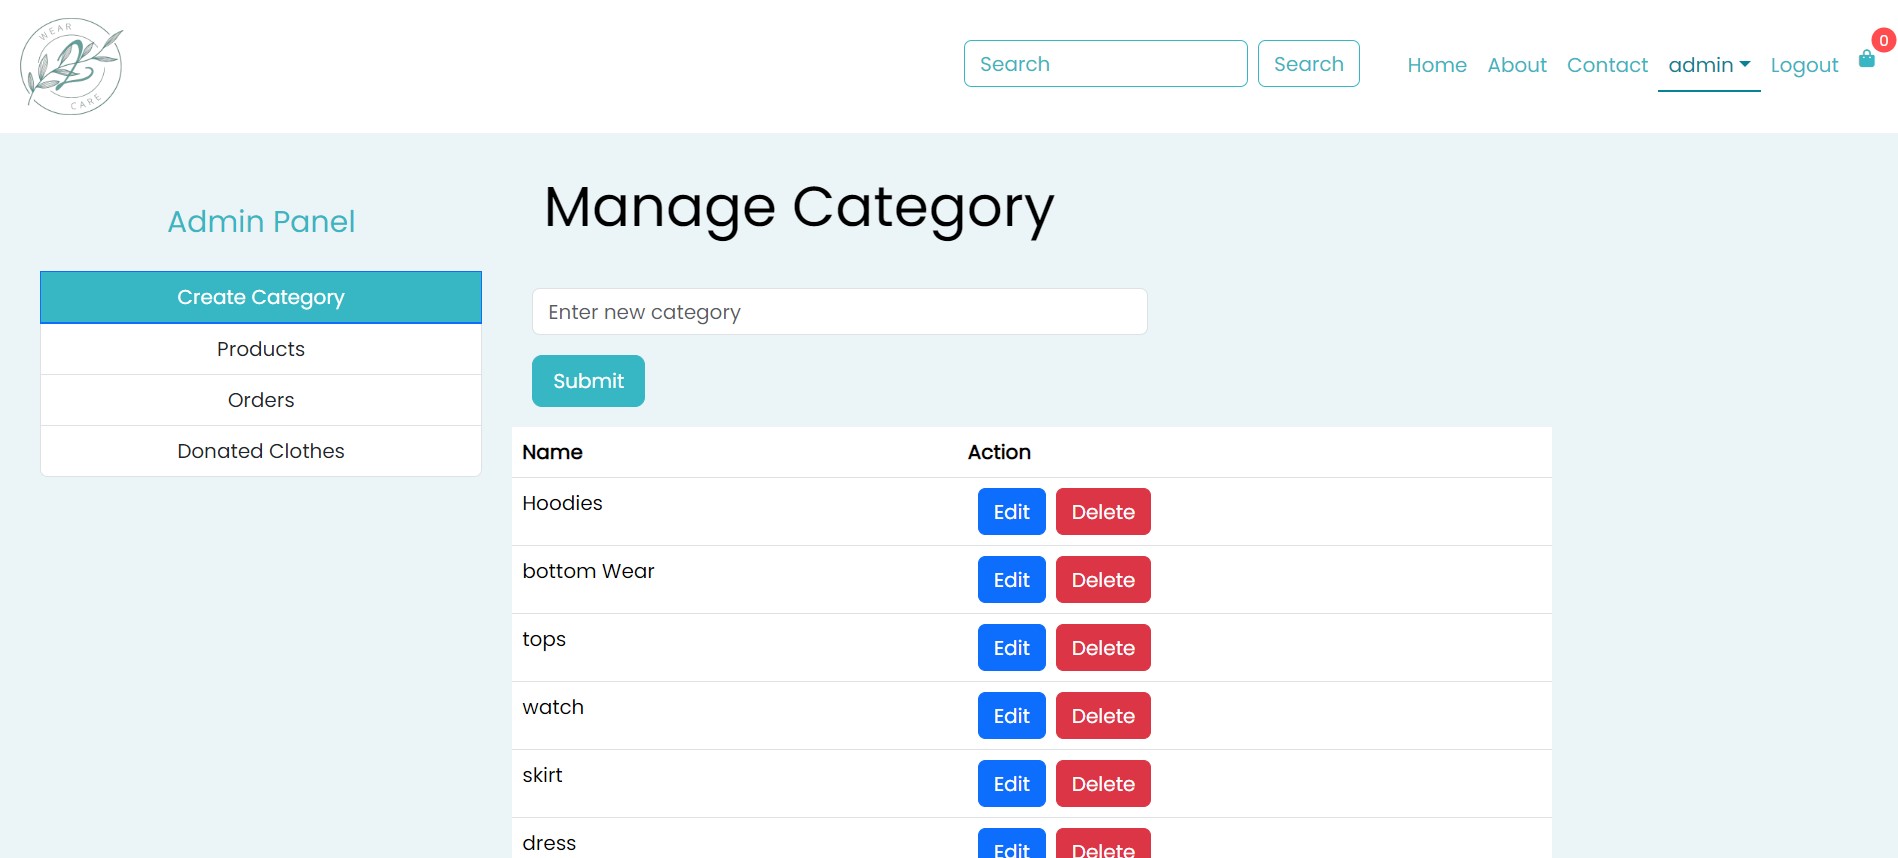 WEAR
2
CARE
Search
Search
Home About Contact admin Logout
0
Admin Panel
Create Category
Products
Orders
Donated Clothes
Manage Category
Enter new category
Submit
Name Action
Hoodies Edit Delete
bottom Wear Edit Delete
tops Edit Delete
watch Edit Delete
skirt Edit Delete
dress Edit Delete